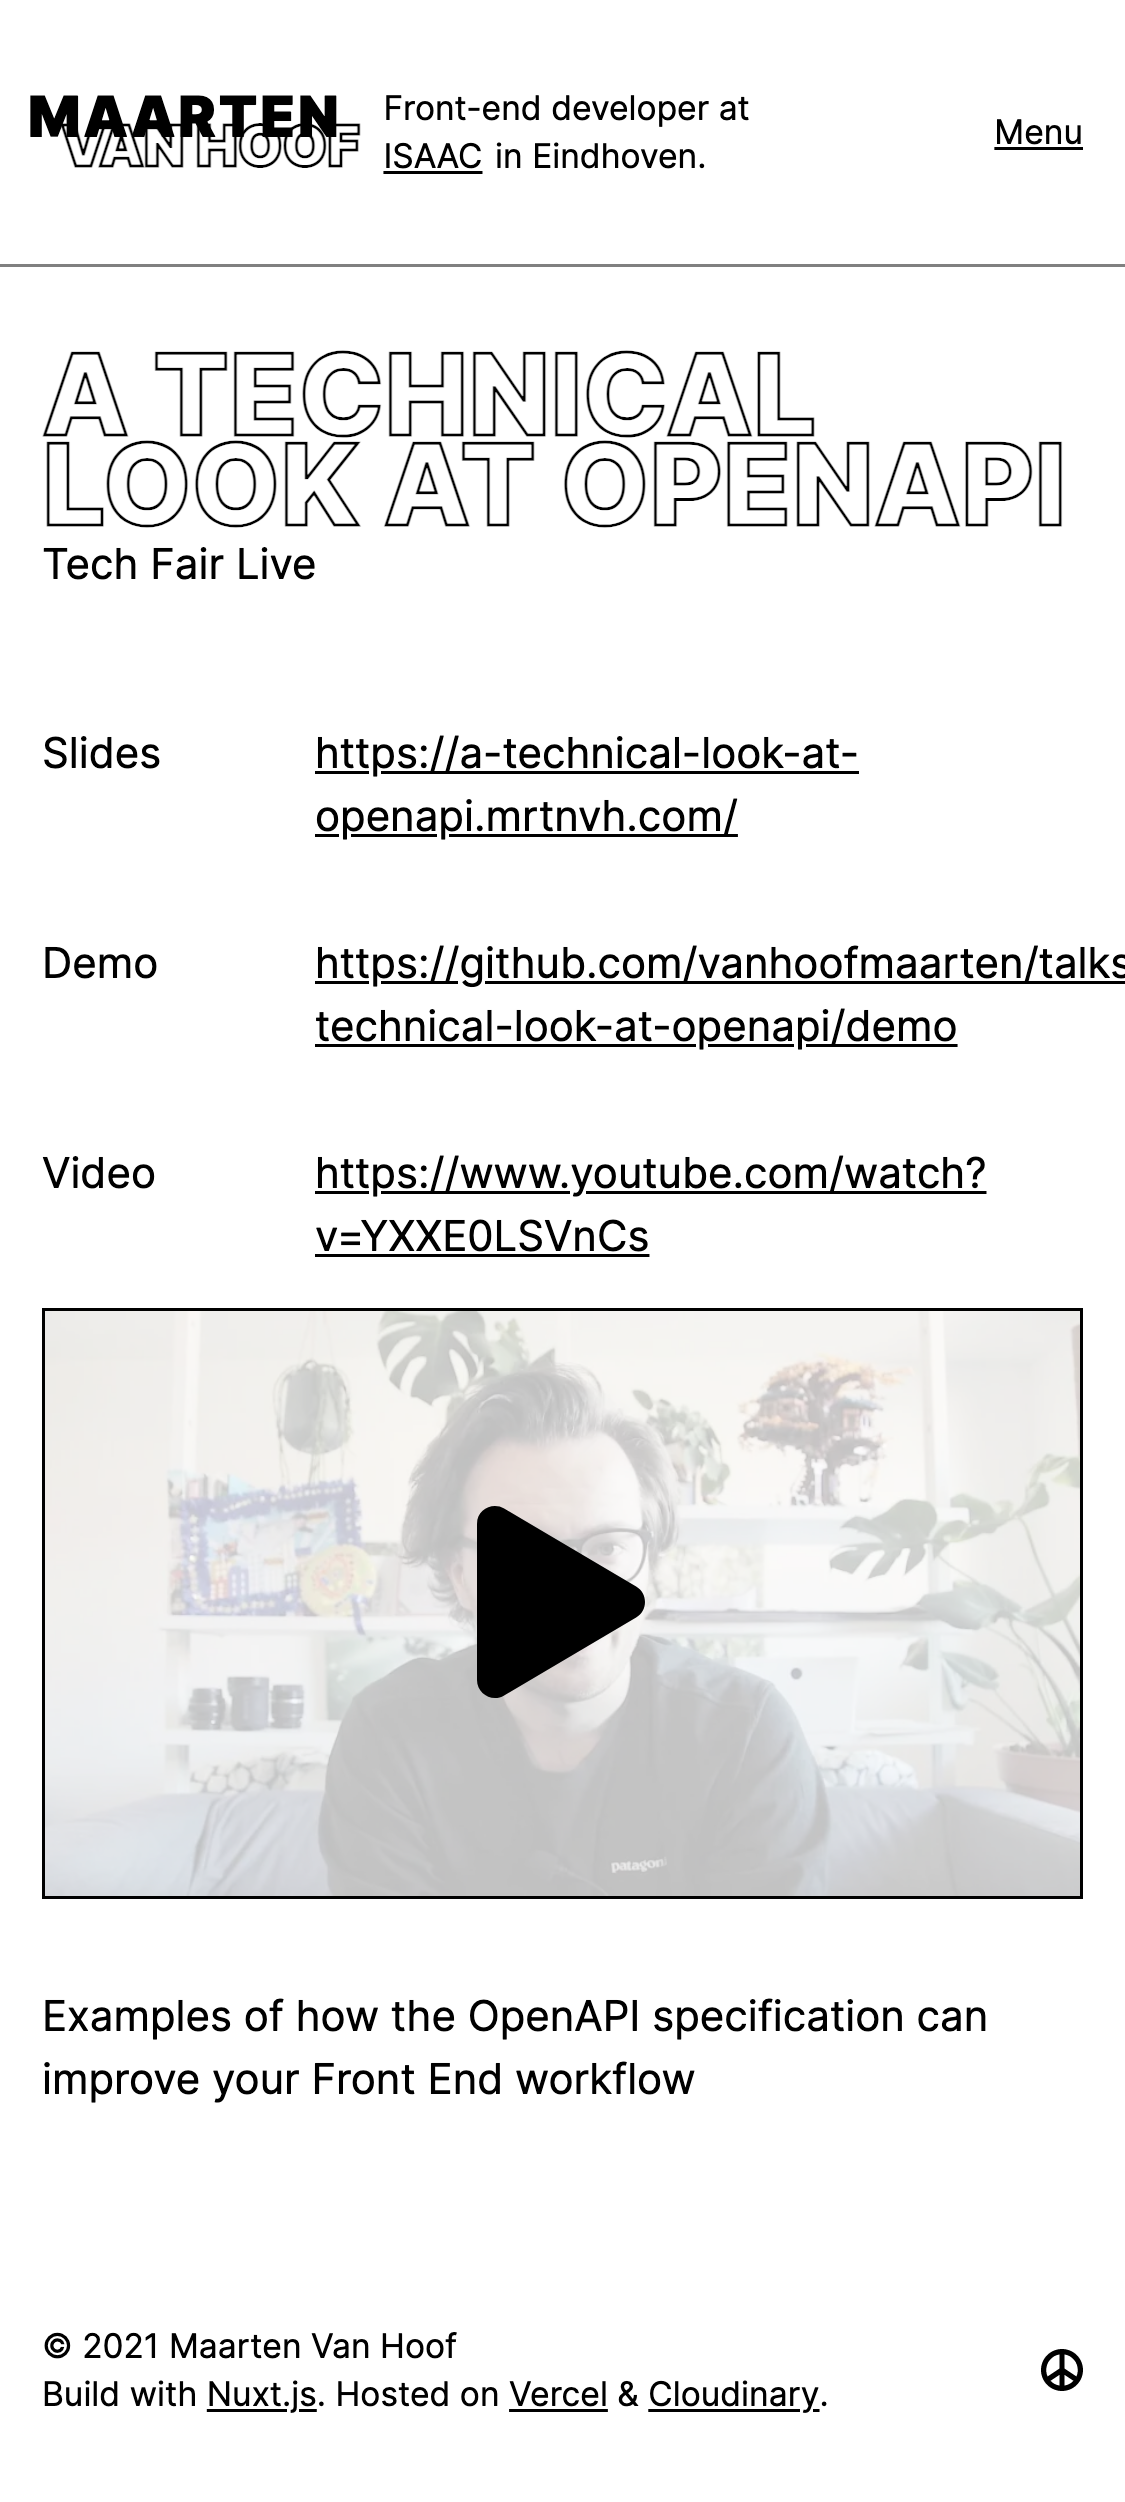 MAARTEN
VAN HOOF
Front-end developer at
ISAAC in Eindhoven.
Menu
A TECHNICAL
LOOK AT OPENAPI
Tech Fair Live
Slides
https://a-technical-look-at-
openapi.mrtnvh.com/
Demo
https://github.com/vanhoofmaarten/talks
technical-look-at-openapi/demo
Video
https://www.youtube.com/watch?
v=YXXE0LSVnCs
Examples of how the OpenAPI specification can
improve your Front End workflow
© 2021 Maarten Van Hoof
Build with Nuxt.js. Hosted on Vercel & Cloudinary.